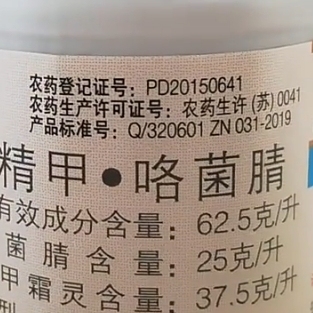 农药登记证号：PD20150641
农药生产许可证号：农药生许（苏）0041
产品标准号：Q/320601 ZN 031-2019
精甲•咯菌腈
有效成分含量：62.5克/升
菌腈含量：25克/升
甲霜灵含量：37.5克/升
型